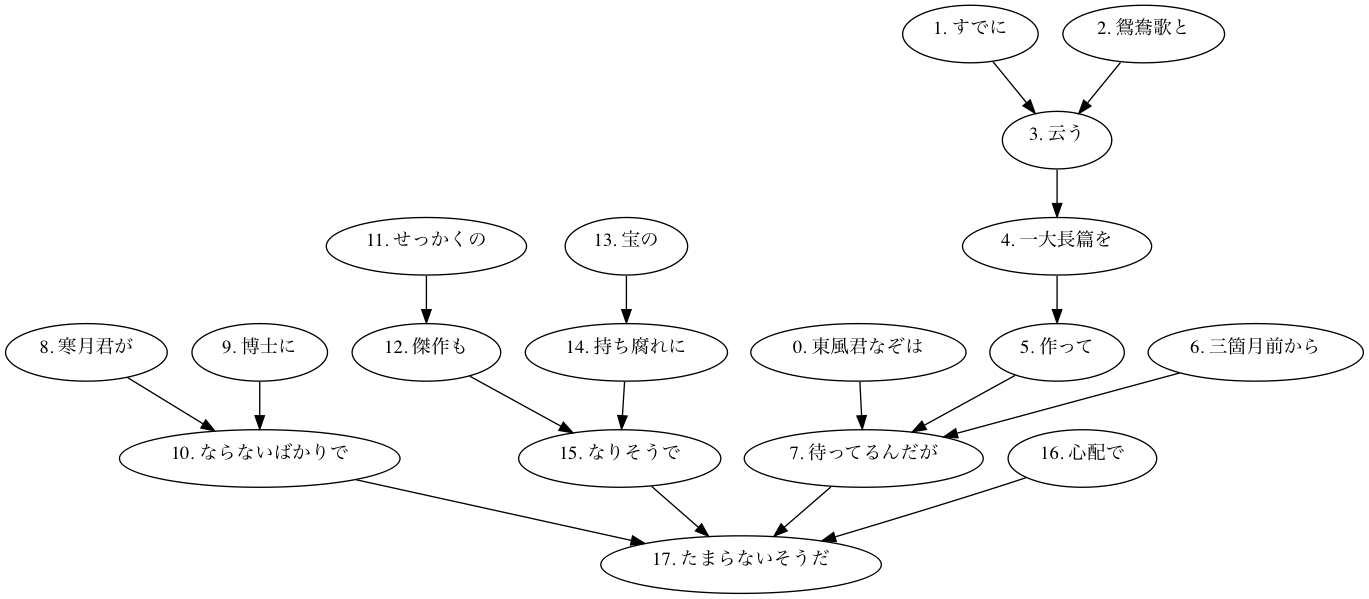 1. すでに
2. 鴛鴦歌と
3. 云う
11. せっかくの
13. 宝の
4. 一大長篇を
8. 寒月君が
9. 博士に
12. 傑作も
14. 持ち腐れに
0. 東風君なぞは
5. 作って
6. 三箇月前から
10. ならないばかりで
15. なりそうで
7. 待ってるんだが
16. 心配で
17. たまらないそうだ